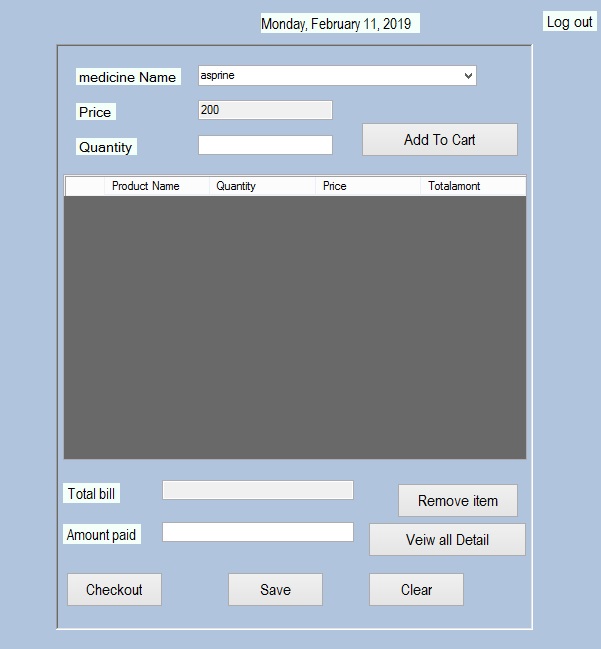 Monday, February 11, 2019
Log out
medicine Name
asprine
Price
200
Quantity
Add To Cart
Product Name Quantity Price Totalamont
Total bill
Remove item
Amount paid
Veiw all Detail
Checkout Save Clear